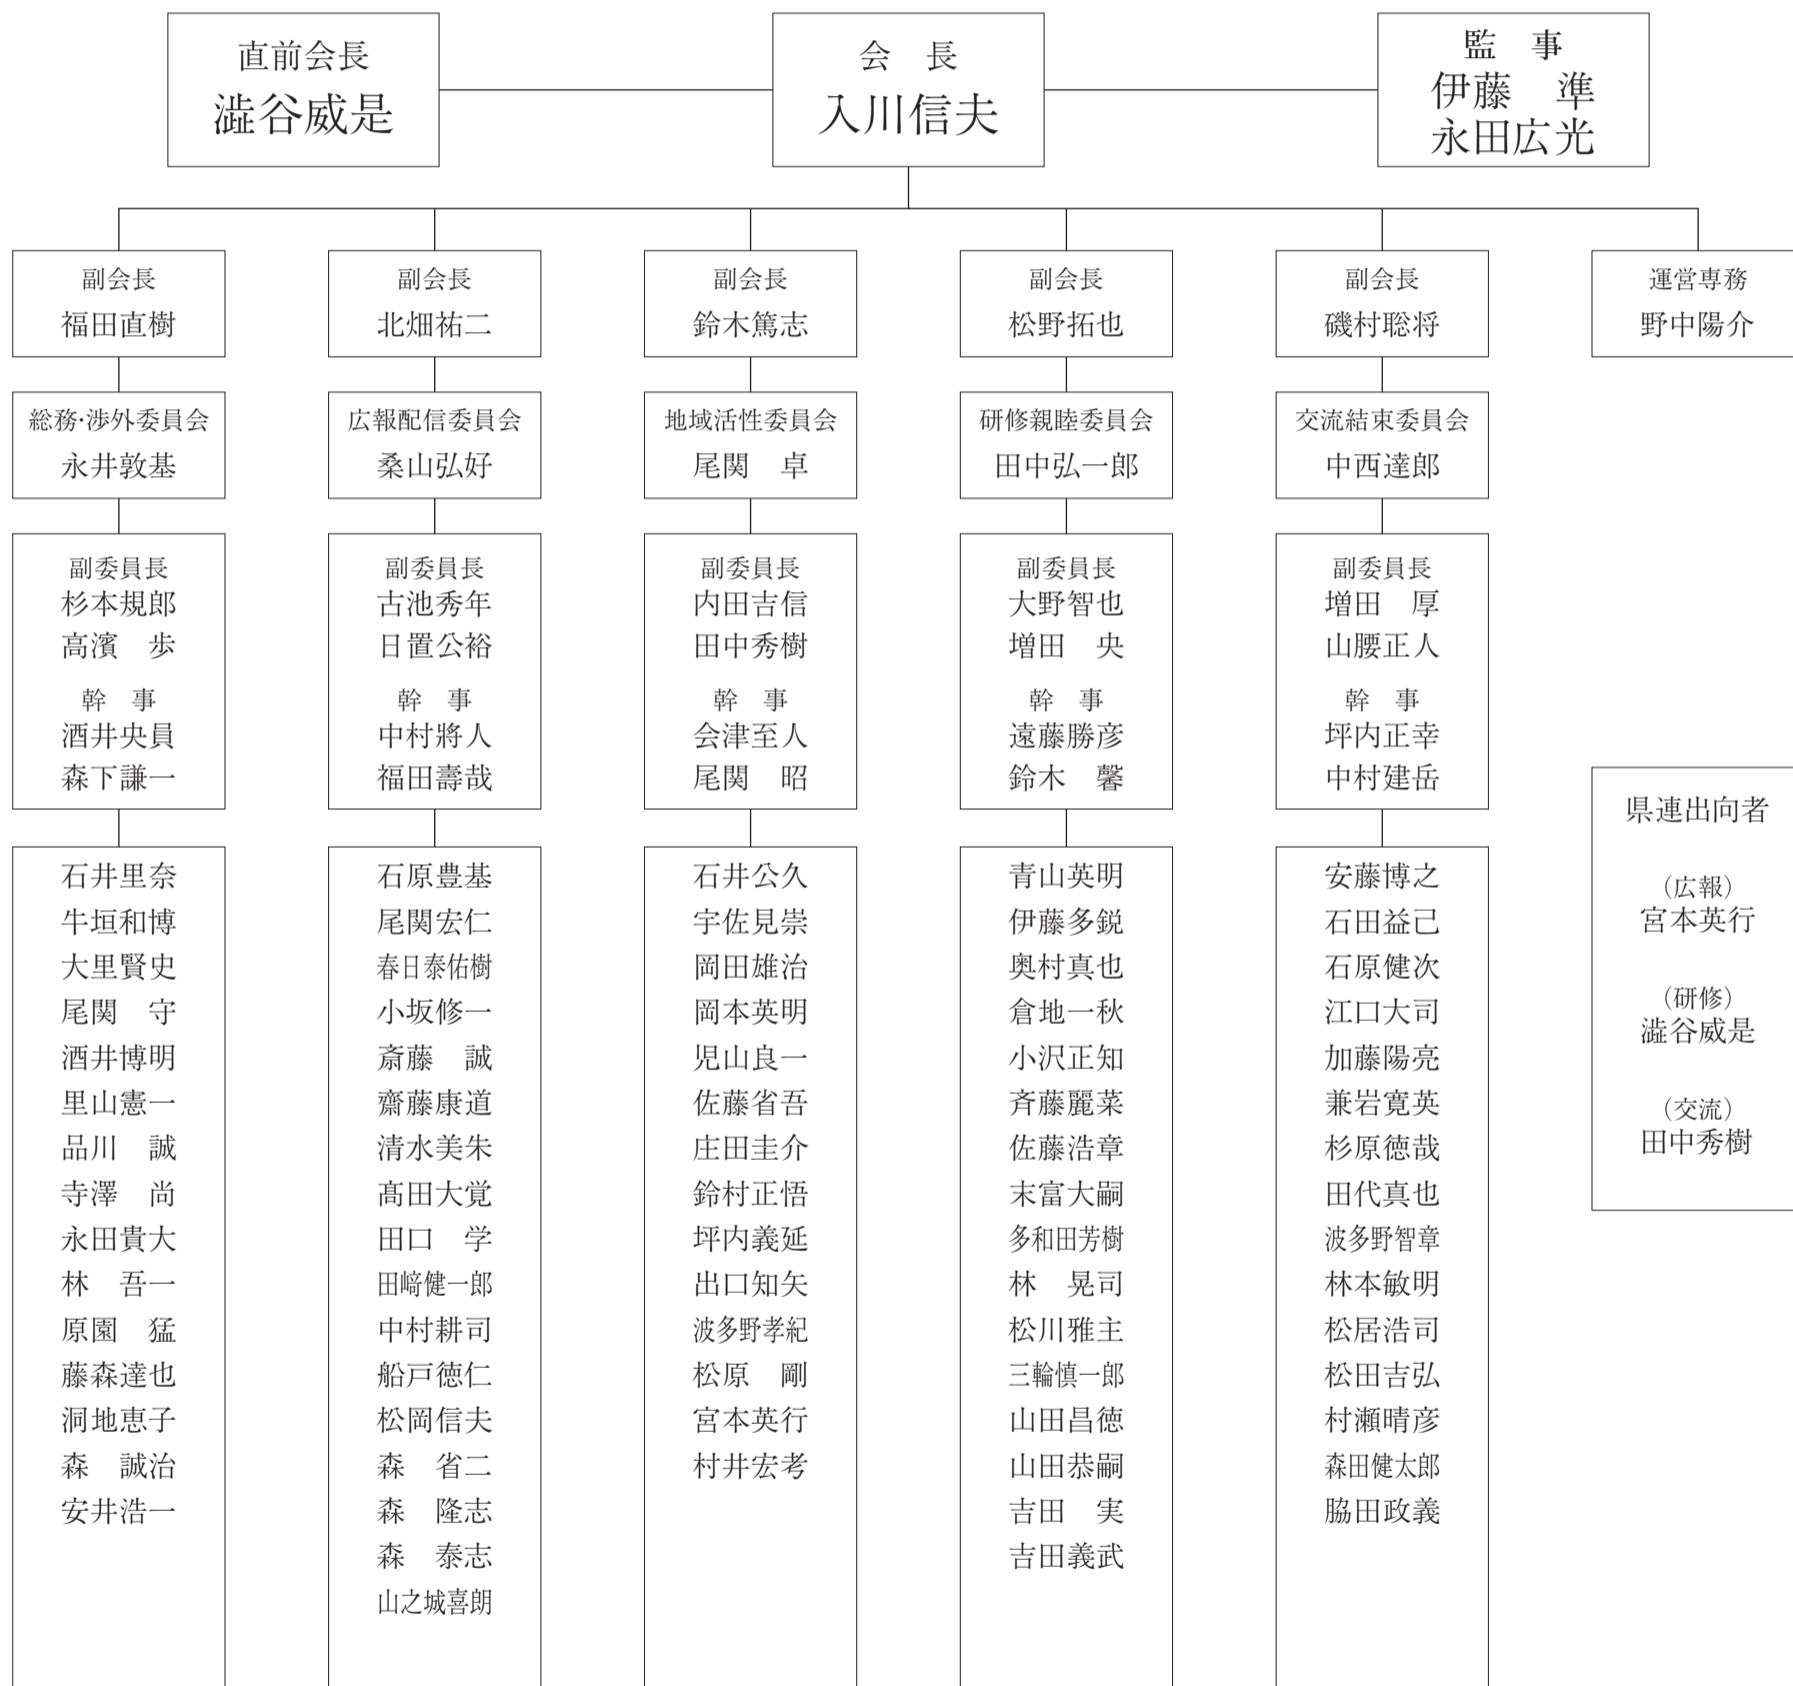 直前会長
澁谷威是
会　長
入川信夫
監　事
伊藤　準
永田広光
副会長
福田直樹
副会長
北畑祐二
副会長
鈴木篤志
副会長
松野拓也
副会長
磯村聡将
運営専務
野中陽介
総務・渉外委員会
永井敦基
広報配信委員会
桑山弘好
地域活性委員会
尾関　卓
研修親睦委員会
田中弘一郎
交流結束委員会
中西達郎
副委員長
杉本規郎
高濱　歩
幹　事
酒井央員
森下謙一
副委員長
古池秀年
日置公裕
幹　事
中村將人
福田壽哉
副委員長
内田吉信
田中秀樹
幹　事
会津至人
尾関　昭
副委員長
大野智也
増田　央
幹　事
遠藤勝彦
鈴木　馨
副委員長
増田　厚
山腰正人
幹　事
坪内正幸
中村建岳
石井里奈
牛垣和博
大里賢史
尾関　守
酒井博明
里山憲一
品川　誠
寺澤　尚
永田貴大
林　吾一
原園　猛
藤森達也
洞地恵子
森　誠治
安井浩一
石原豊基
尾関宏仁
春日泰佑樹
小坂修一
斎藤　誠
齋藤康道
清水美朱
髙田大覚
田口　学
田﨑健一郎
中村耕司
船戸徳仁
松岡信夫
森　省二
森　隆志
森　泰志
山之城喜朗
石井公久
宇佐見崇
岡田雄治
岡本英明
児山良一
佐藤省吾
庄田圭介
鈴村正悟
坪内義延
出口知矢
波多野孝紀
松原　剛
宮本英行
村井宏考
青山英明
伊藤多鋭
奥村真也
倉地一秋
小沢正知
斉藤麗菜
佐藤浩章
末富大嗣
多和田芳樹
林　晃司
松川雅主
三輪慎一郎
山田昌徳
山田恭嗣
吉田　実
吉田義武
安藤博之
石田益己
石原健次
江口大司
加藤陽亮
兼岩寛英
杉原徳哉
田代真也
波多野智章
林本敏明
松居浩司
松田吉弘
村瀬晴彦
森田健太郎
脇田政義
県連出向者
（広報）
宮本英行
（研修）
澁谷威是
（交流）
田中秀樹